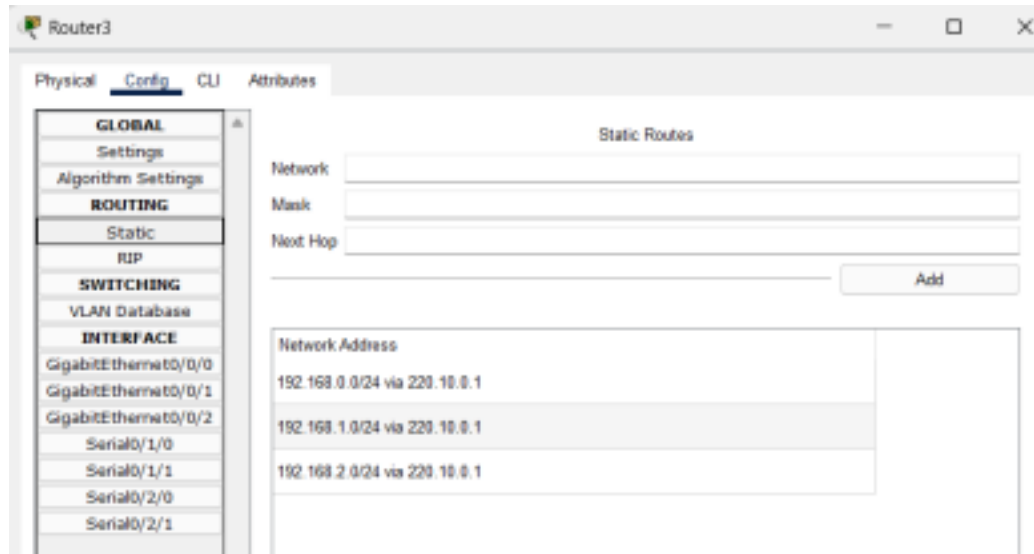 Router3
Physical Config CLI Attributes
GLOBAL
Settings
Algorithm Settings
ROUTING
Static
RIP
SWITCHING
VLAN Database
INTERFACE
GigabitEthernet0/0/0
GigabitEthernet0/0/1
GigabitEthernet0/0/2
Serial0/1/0
Serial0/1/1
Serial0/2/0
Serial0/2/1
Static Routes
Network
Mask
Next Hop
Add
Network Address
192.168.0.0/24 via 220.10.0.1
192.168.1.0/24 via 220.10.0.1
192.168.2.0/24 via 220.10.0.1